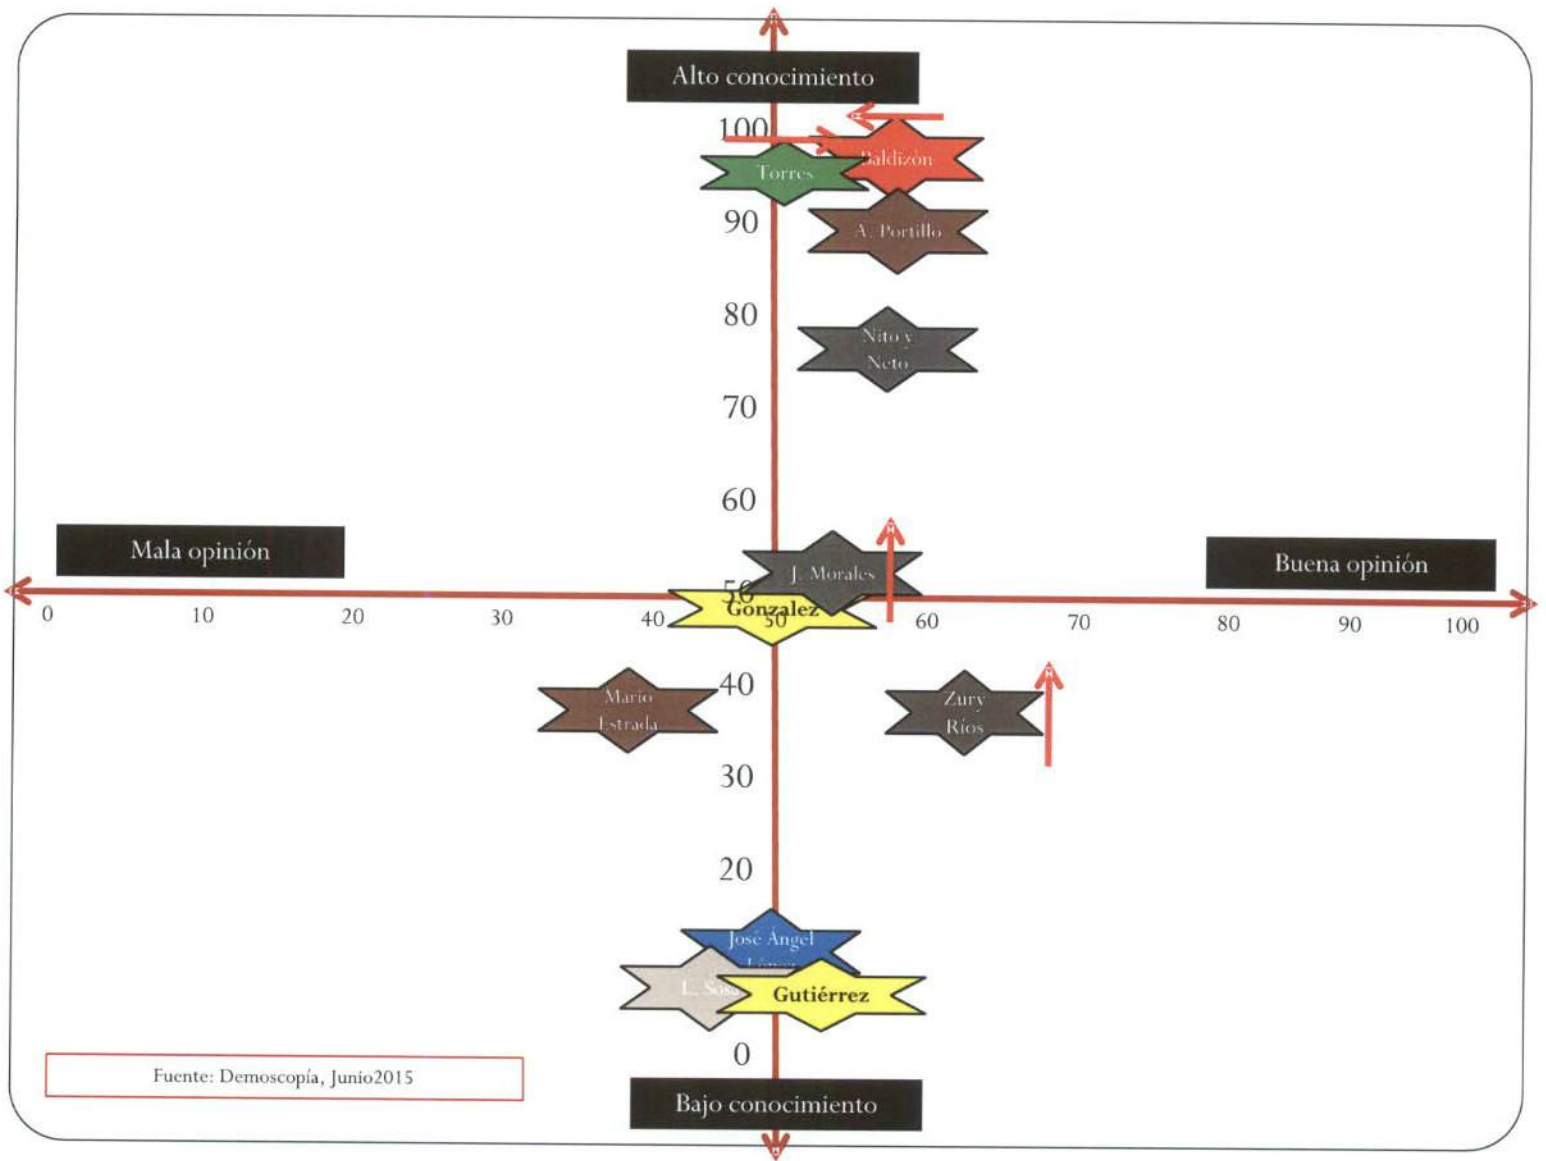 Alto conocimiento
100
Baldizón
Torres
90
A. Portillo
80
Nito y
Neto
70
60
Mala opinión
Buena opinión
J. Morales
50
Gonzalez
0
10
20
30
40
50
60
70
80
90
100
40
Mario
Estrada
Zury
Ríos
30
20
José Ángel
López
L. Sosa
Gutiérrez
0
Fuente: Demoscopía, Junio2015
Bajo conocimiento